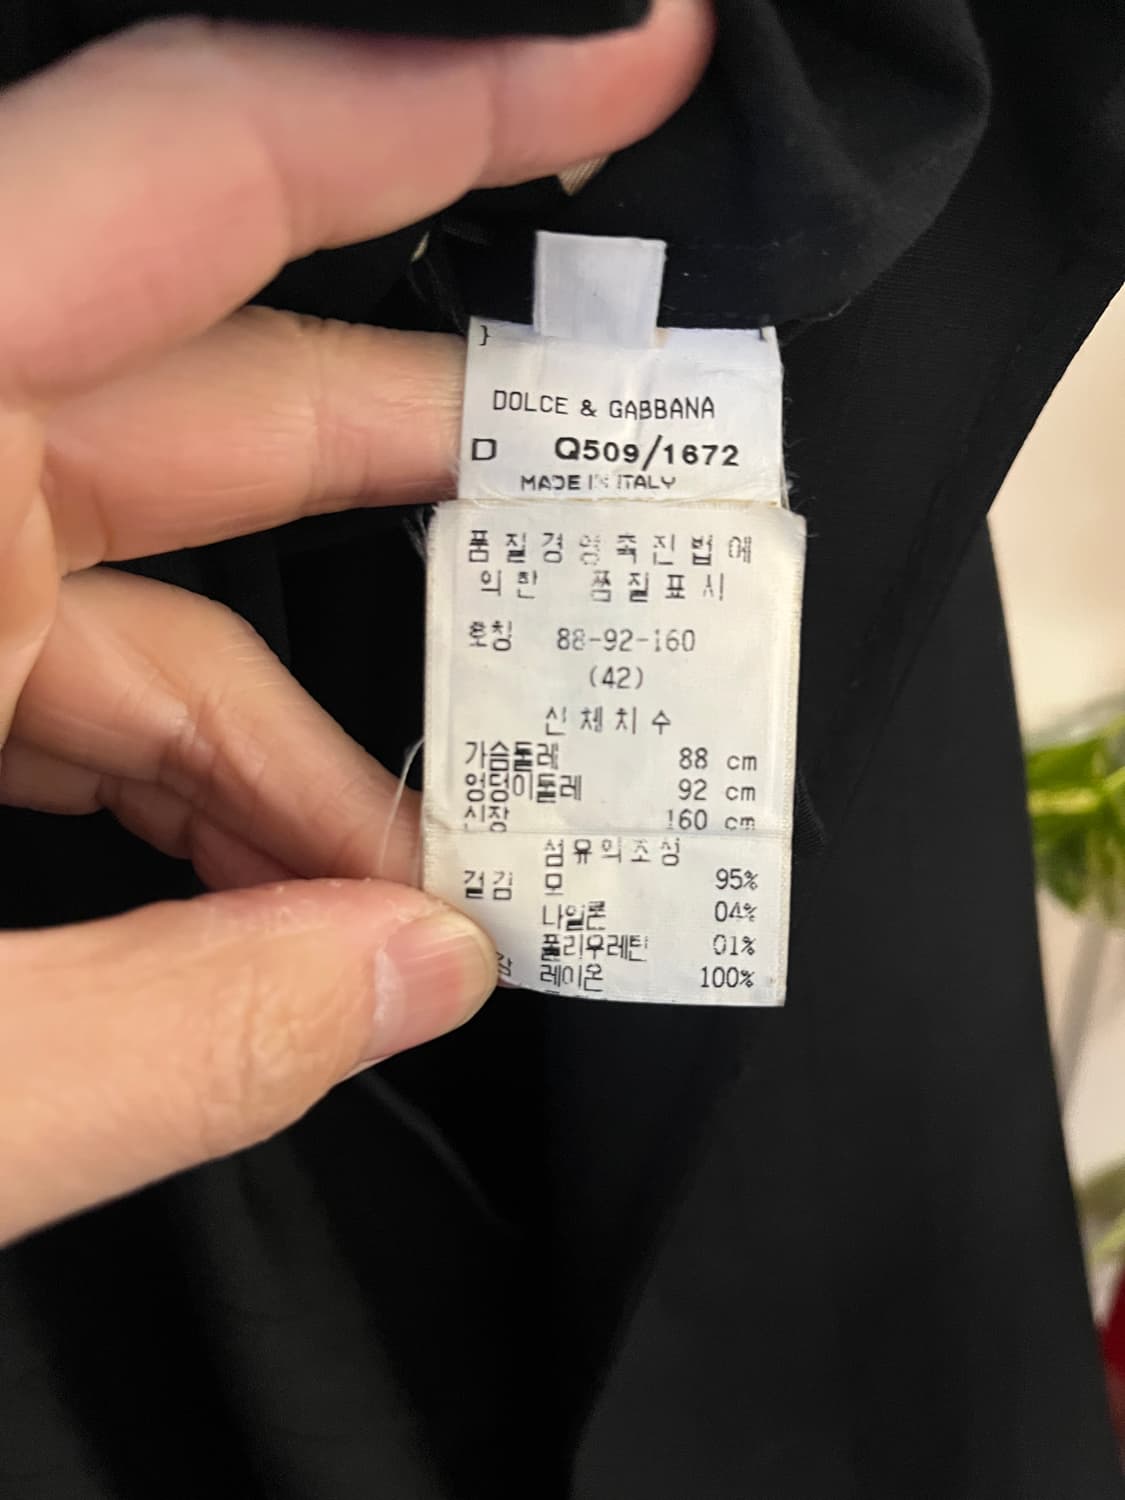 }
DOLCE & GABBANA
D Q509/1672
MADE IN ITALY
품질경영촉진법에
의한 품질표시
호칭 88-92-160
(42)
신체치수
가슴둘레 88 cm
엉덩이둘레 92 cm
신장 160 cm
섬유의조성
겉감 모 95%
나일론 04%
폴리우레탄 01%
레이온 100%